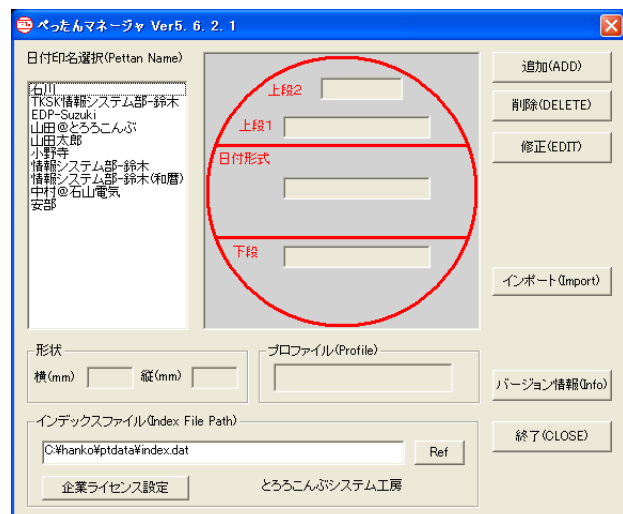 ぺったんマネージャ Ver5. 6. 2. 1
日付印名選択(Pettan Name)
石川
TKSK情報システム部-鈴木
EDP-Suzuki
山田@とろろこんぶ
山田太郎
小野寺
情報システム部-鈴木
情報システム部-鈴木(和暦)
中村@石山電気
安部
上段2
上段1
日付形式
下段
追加(ADD)
削除(DELETE)
修正(EDIT)
インポート(Import)
バージョン情報(Info)
終了(CLOSE)
形状
横(mm)
縦(mm)
プロファイル(Profile)
インデックスファイル(Index File Path)
C:¥hanko¥ptdata¥index.dat
Ref
企業ライセンス設定
とろろこんぶシステム工房